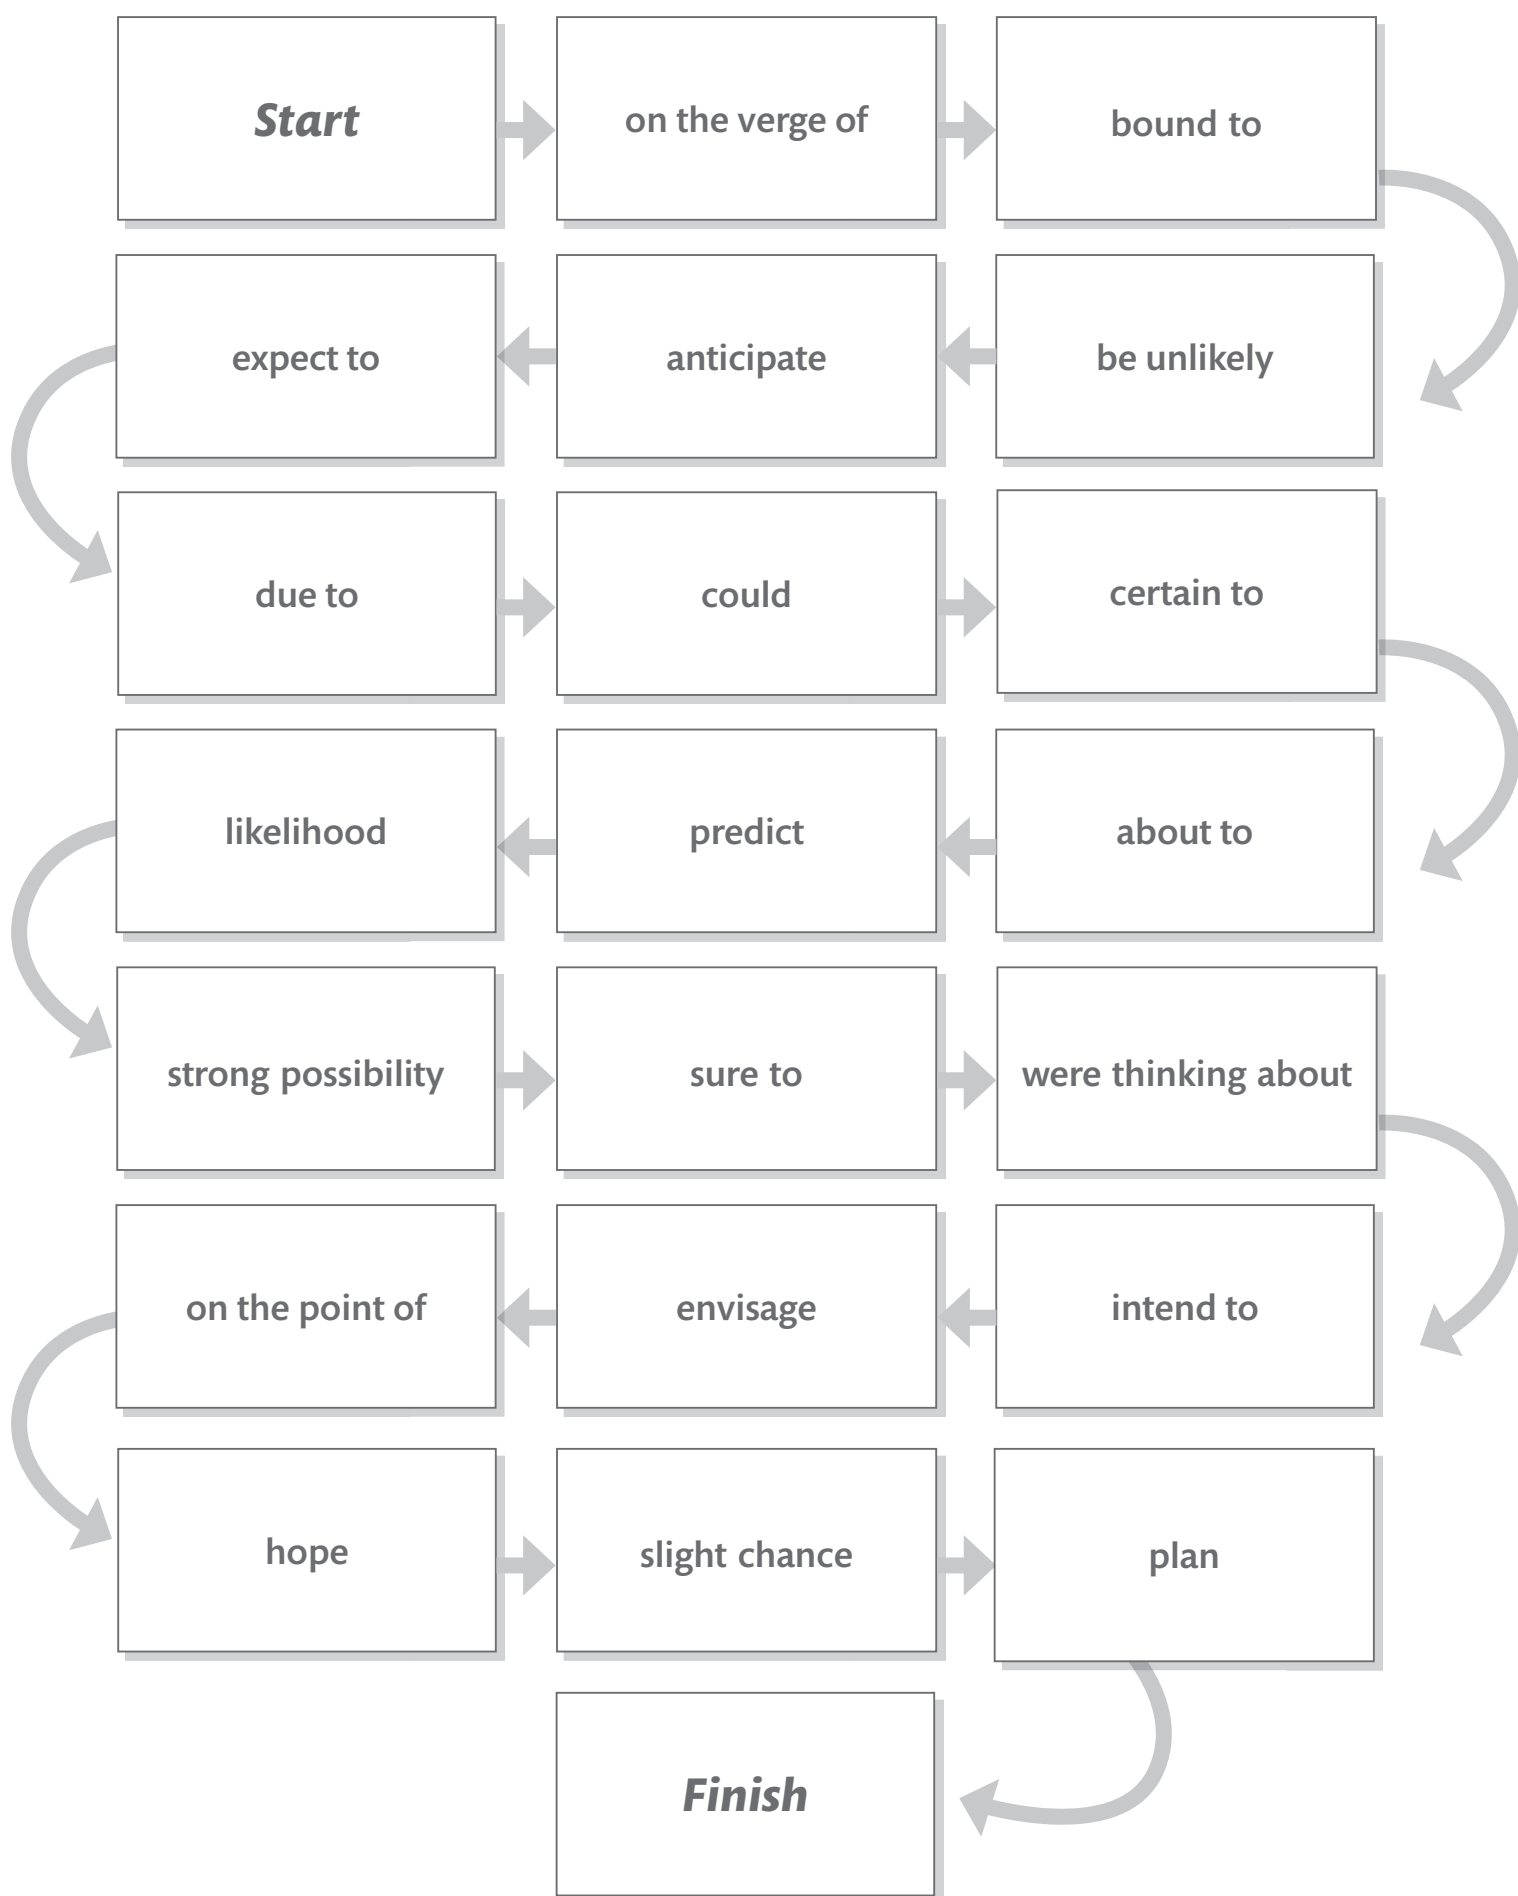 Start
on the verge of
bound to
be unlikely
anticipate
expect to
due to
could
certain to
about to
predict
likelihood
strong possibility
sure to
were thinking about
intend to
envisage
on the point of
hope
slight chance
plan
Finish